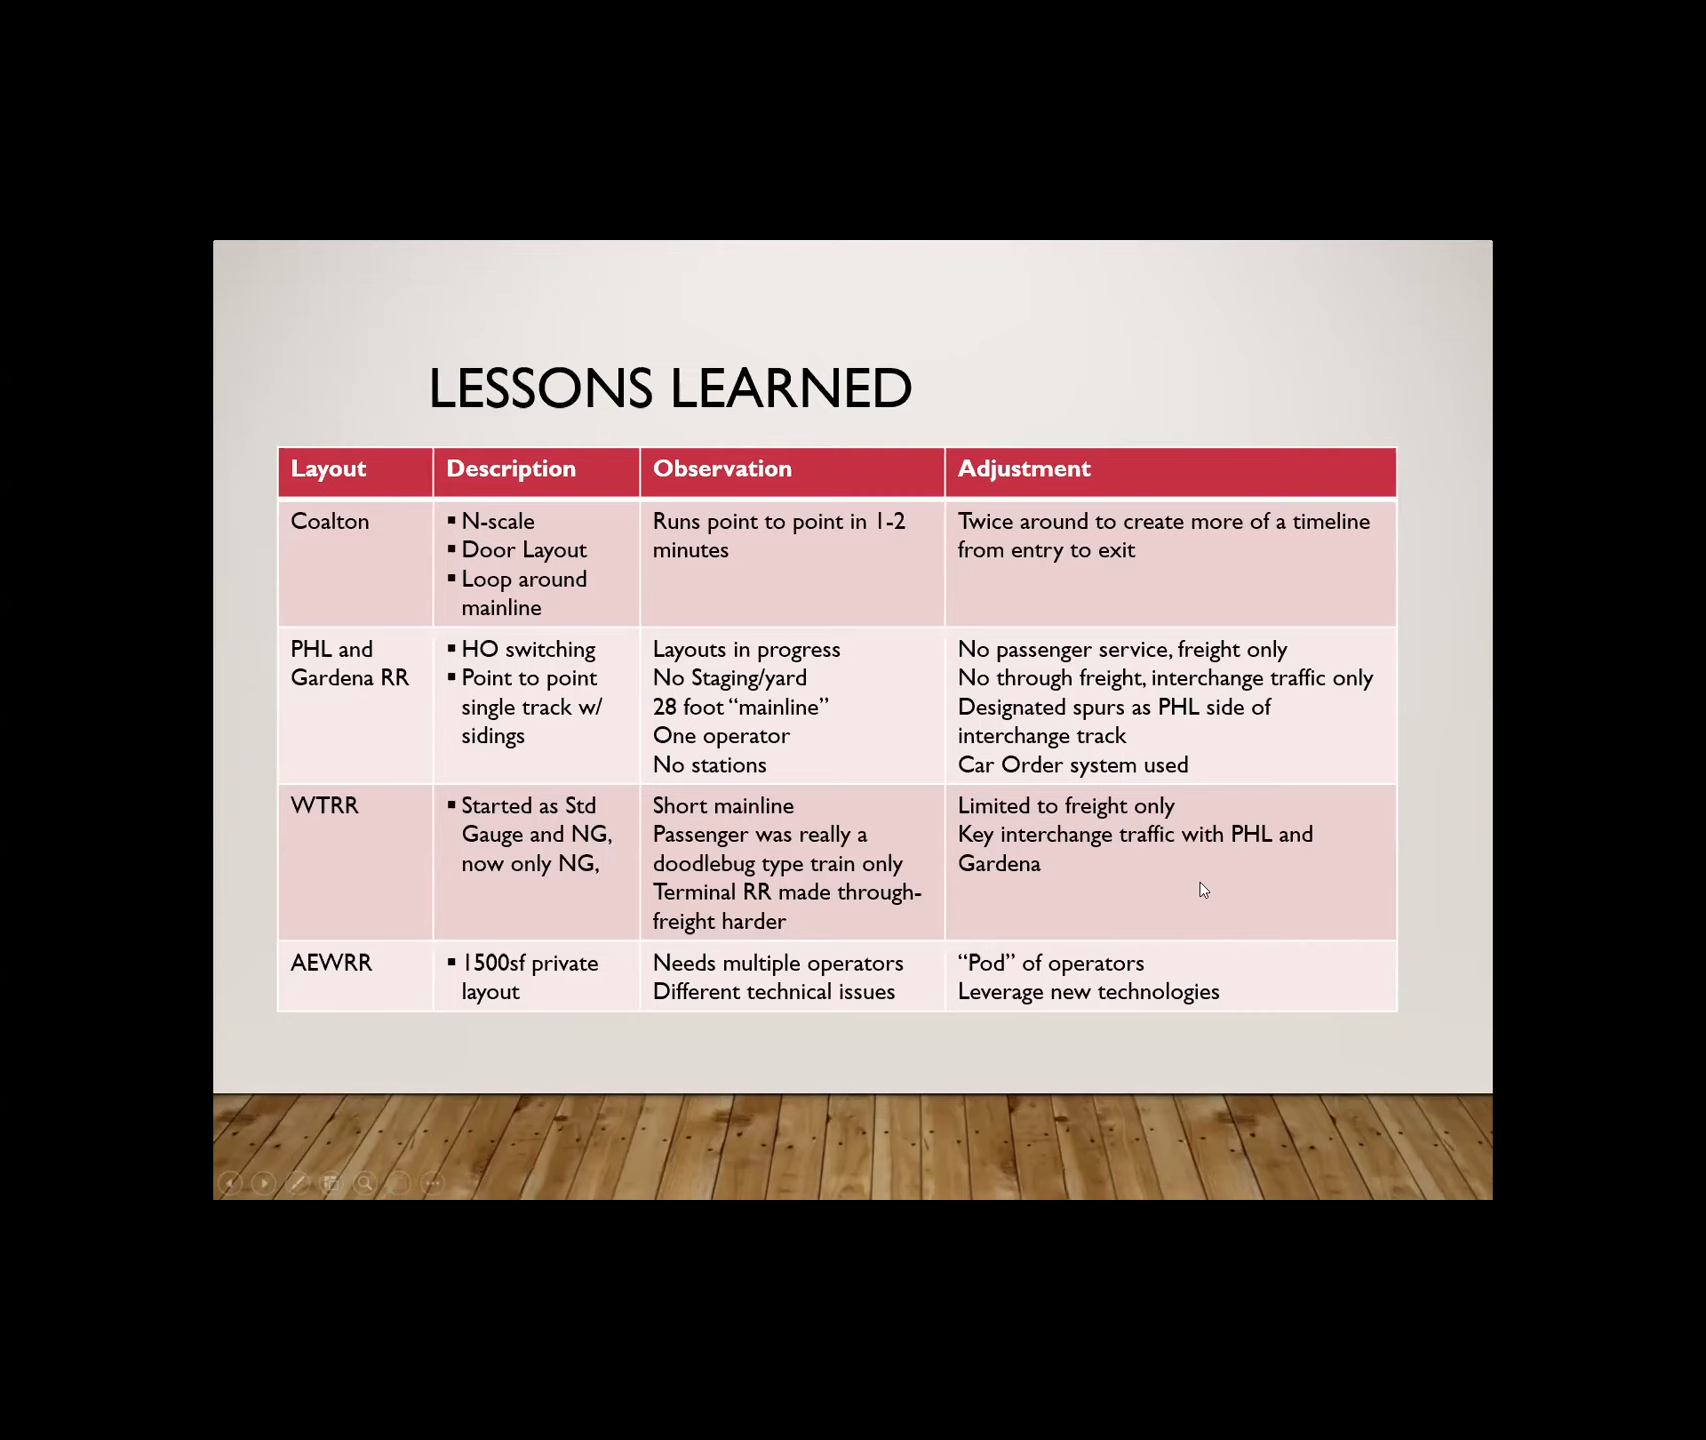 LESSONS LEARNED
Layout
Description
Observation
Adjustment
Coalton
▪ N-scale
▪ Door Layout
▪ Loop around
mainline
Runs point to point in 1-2
minutes
Twice around to create more of a timeline
from entry to exit
PHL and
Gardena RR
▪ HO switching
▪ Point to point
single track w/
sidings
Layouts in progress
No Staging/yard
28 foot “mainline”
One operator
No stations
No passenger service, freight only
No through freight, interchange traffic only
Designated spurs as PHL side of
interchange track
Car Order system used
WTRR
▪ Started as Std
Gauge and NG,
now only NG,
Short mainline
Passenger was really a
doodlebug type train only
Terminal RR made through-
freight harder
Limited to freight only
Key interchange traffic with PHL and
Gardena
AEWRR
▪ 1500sf private
layout
Needs multiple operators
Different technical issues
“Pod” of operators
Leverage new technologies